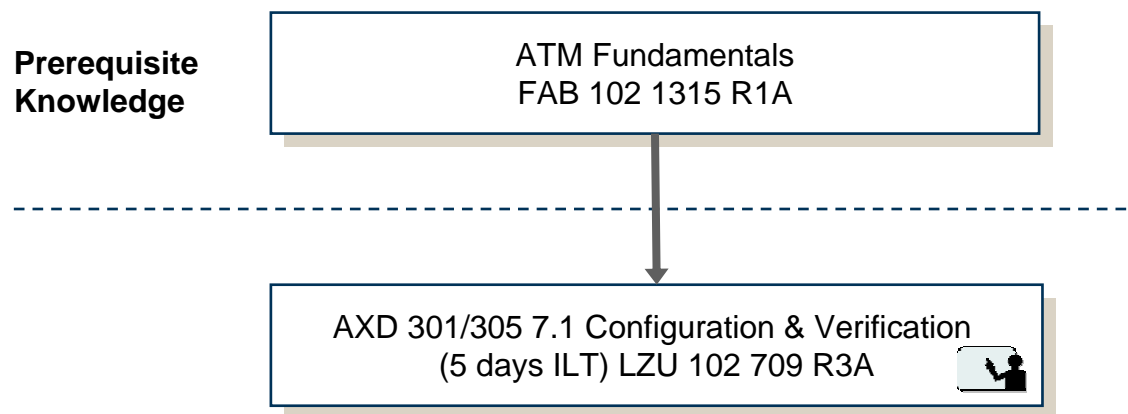 Prerequisite
Knowledge
ATM Fundamentals
FAB 102 1315 R1A
AXD 301/305 7.1 Configuration & Verification
(5 days ILT) LZU 102 709 R3A